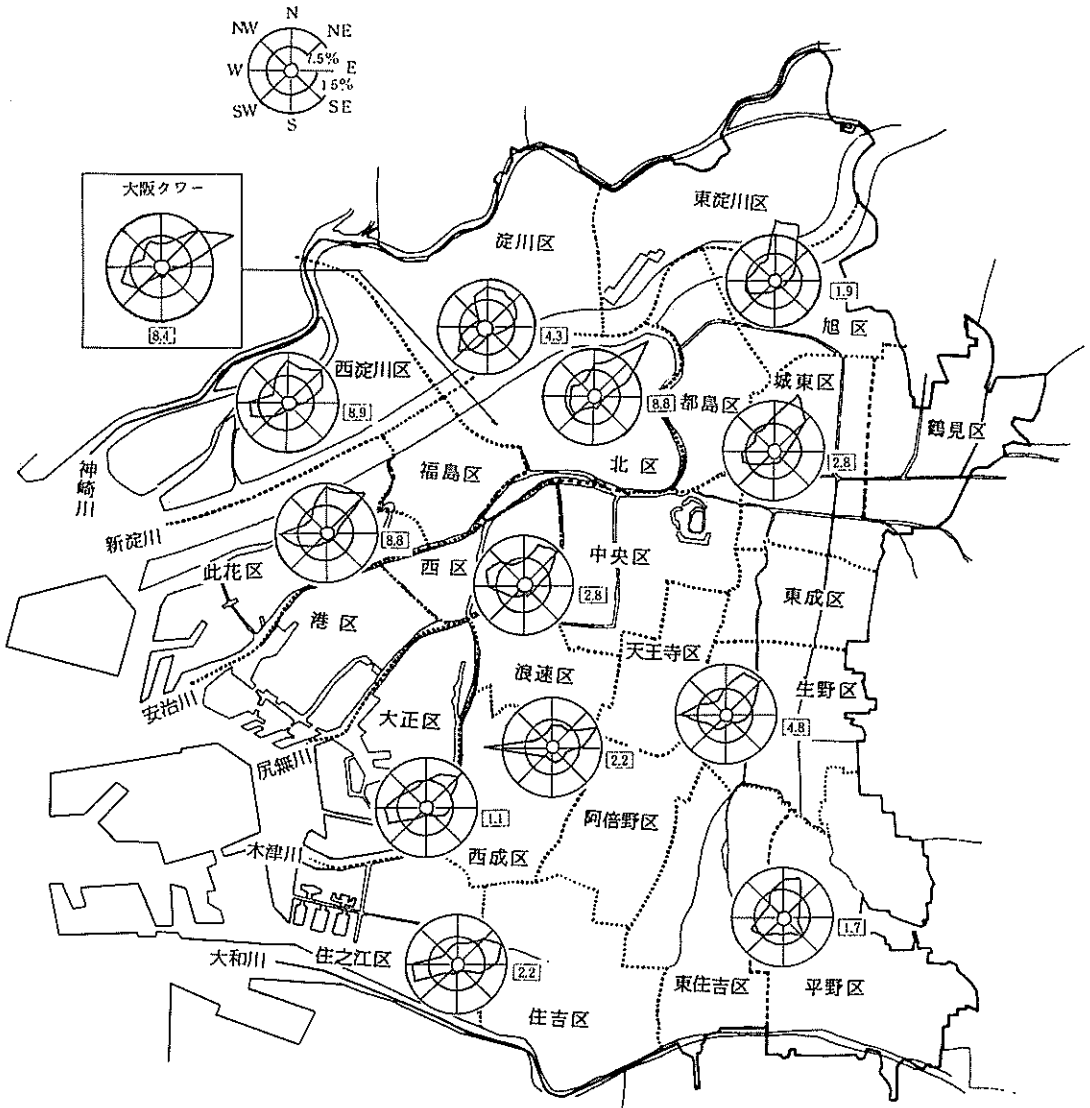 N
NW
NE
7.5%
W
E
15%
SW
SE
S
大阪タワー
8.4
東淀川区
淀川区
1.9
旭区
4.3
西淀川区
城東区
8.9
8.8
都島区
鶴見区
2.8
福島区
北区
神崎川
新淀川
8.8
中央区
此花区
西区
2.8
東成区
港区
天王寺区
浪速区
生野区
安治川
大正区
4.8
尻無川
2.2
1.1
阿倍野区
木津川
西成区
1.7
大和川
住之江区
2.2
東住吉区
平野区
住吉区